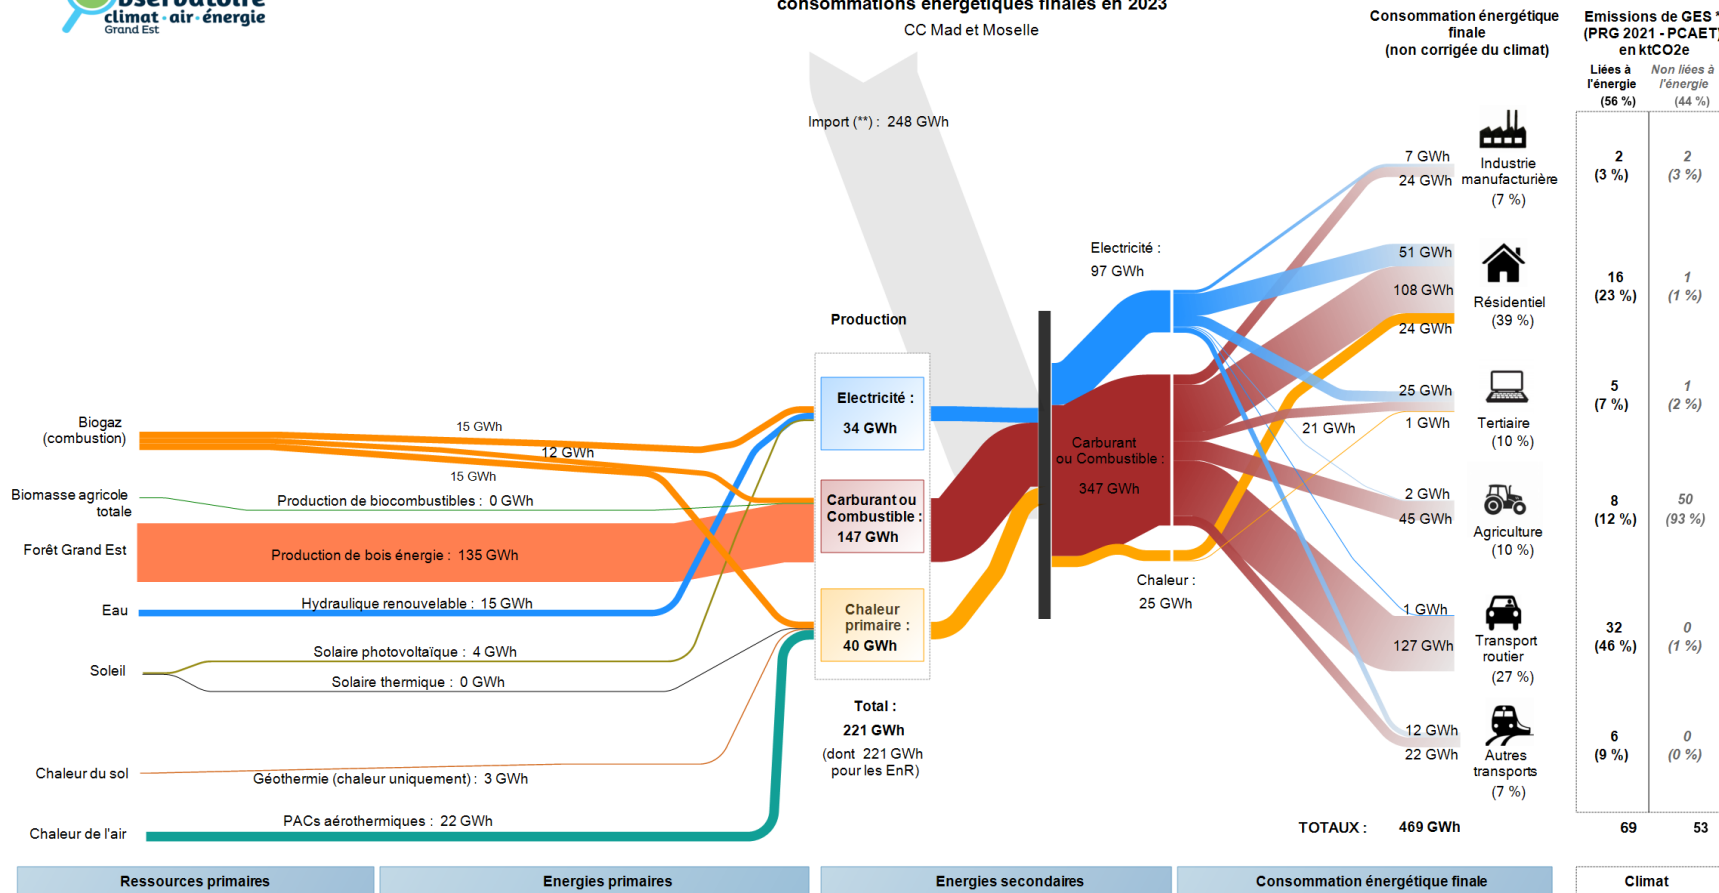 climat · air · énergie
Grand Est
consommations énergétiques finales en 2023
CC Mad et Moselle
Consommation énergétique
finale
(non corrigée du climat)
Emissions de GES *
(PRG 2021 - PCAET)
en ktCO2e
Liées à
l'énergie
(56 %)
Non liées à
l'énergie
(44 %)
Import (**) : 248 GWh
7 GWh
24 GWh
Industrie
manufacturière
(7 %)
2
(3 %)
2
(3 %)
Electricité :
97 GWh
51 GWh
108 GWh
24 GWh
Résidentiel
(39 %)
16
(23 %)
1
(1 %)
Production
Electricité :
34 GWh
Carburant ou
Combustible :
147 GWh
Chaleur
primaire :
40 GWh
Total :
221 GWh
(dont 221 GWh
pour les EnR)
Biogaz
(combustion)
15 GWh
12 GWh
15 GWh
Biomasse agricole
totale
Production de biocombustibles : 0 GWh
Forêt Grand Est
Production de bois énergie : 135 GWh
Eau
Hydraulique renouvelable : 15 GWh
Soleil
Solaire photovoltaïque : 4 GWh
Solaire thermique : 0 GWh
Chaleur du sol
Géothermie (chaleur uniquement) : 3 GWh
Chaleur de l'air
PACs aérothermiques : 22 GWh
Carburant
ou Combustible :
347 GWh
Chaleur :
25 GWh
25 GWh
21 GWh
1 GWh
Tertiaire
(10 %)
5
(7 %)
1
(2 %)
2 GWh
45 GWh
Agriculture
(10 %)
8
(12 %)
50
(93 %)
1 GWh
127 GWh
Transport
routier
(27 %)
32
(46 %)
0
(1 %)
12 GWh
22 GWh
Autres
transports
(7 %)
6
(9 %)
0
(0 %)
TOTAUX : 469 GWh
69
53
Ressources primaires
Energies primaires
Energies secondaires
Consommation énergétique finale
Climat